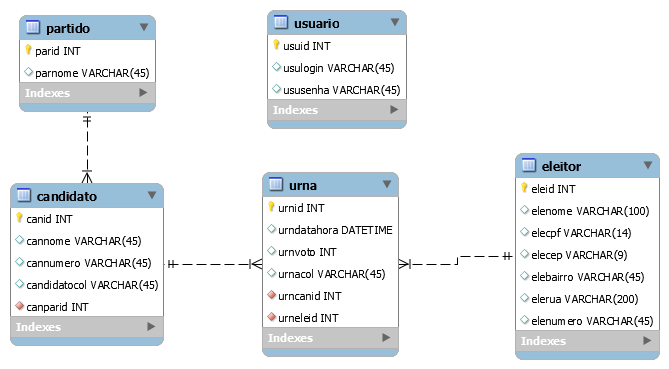 partido
parid INT
parnome VARCHAR(45)
Indexes
usuario
usuid INT
usulogin VARCHAR(45)
ususenha VARCHAR(45)
Indexes
candidato
canid INT
cannome VARCHAR(45)
cannumero VARCHAR(45)
candidatocol VARCHAR(45)
canparid INT
Indexes
urna
urnid INT
urndatahora DATETIME
urnvoto INT
urnacol VARCHAR(45)
urncanid INT
urneleid INT
Indexes
eleitor
eleid INT
elenome VARCHAR(100)
elecpf VARCHAR(14)
elecep VARCHAR(9)
elebairro VARCHAR(45)
elerua VARCHAR(200)
elenumero VARCHAR(45)
Indexes